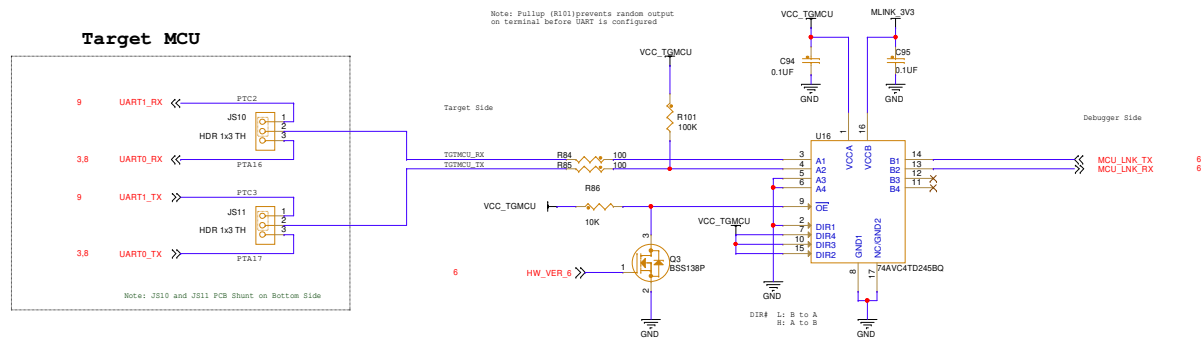 Note: Pullup (R101)prevents random output
on terminal before UART is configured
VCC_TGMCU
MLINK_3V3
Target MCU
VCC_TGMCU
C94
0.1UF
C95
0.1UF
GND
GND
9
UART1_RX
PTC2
JS10
1
2
3
HDR 1x3 TH
3,8
UART0_RX
PTA16
Target Side
R101
100K
Debugger Side
U16
1
16
VCCA
VCCB
TGTMCU_RX
R84
100
3
A1
B1
14
MCU_LNK_TX
6
TGTMCU_TX
R85
100
4
A2
B2
13
MCU_LNK_RX
6
5
A3
B3
12
6
A4
B4
11
9
UART1_TX
PTC3
JS11
1
2
3
HDR 1x3 TH
3,8
UART0_TX
PTA17
R86
VCC_TGMCU
10K
9
OE
VCC_TGMCU
2
DIR1
7
DIR4
10
DIR3
15
DIR2
GND1
NC/GND2
8
17
74AVC4TD245BQ
3
Q3
BSS138P
6
HW_VER_6
1
2
GND
GND
GND
Note: JS10 and JS11 PCB Shunt on Bottom Side
DIR# L: B to A
H: A to B